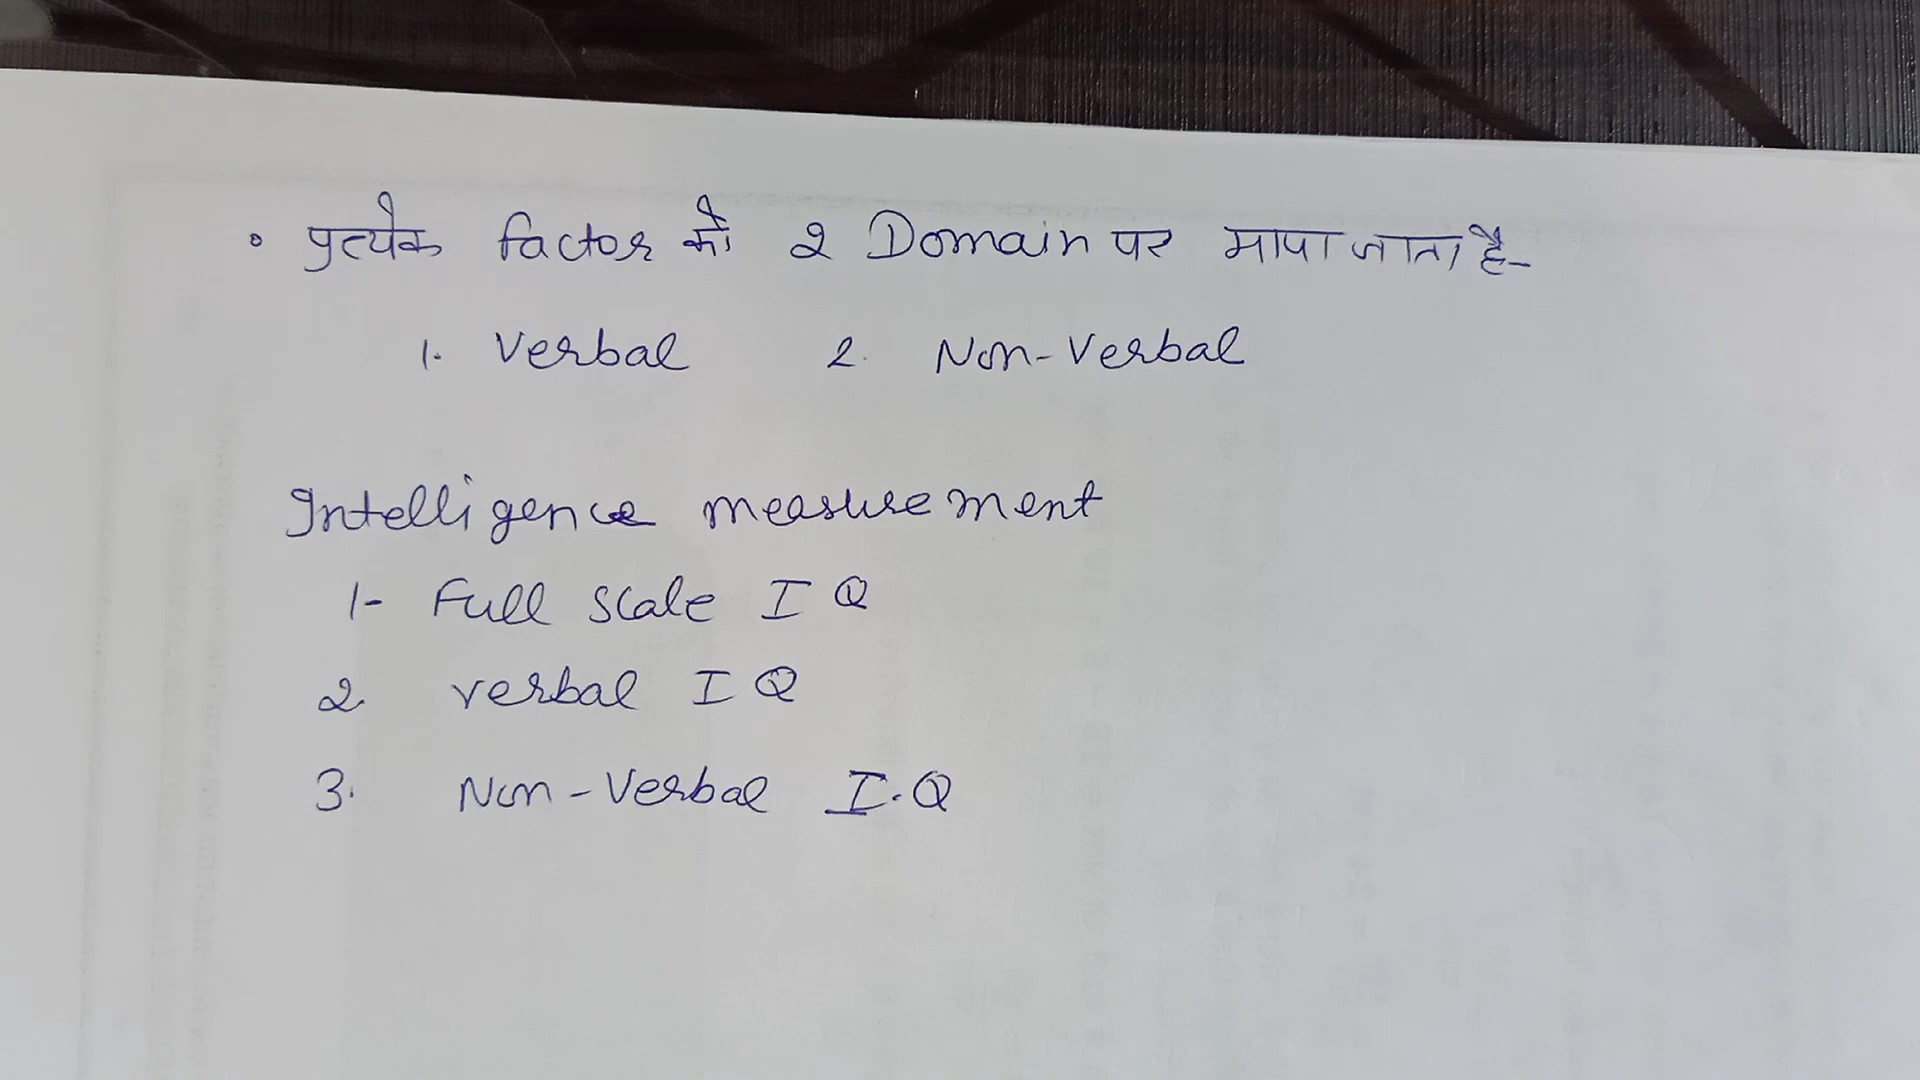 • प्रत्येक factor को 2 Domain पर मापा जाता है-
1. Verbal 2. Non-Verbal
Intelligence measurement
1- Full scale I Q
2. verbal I Q
3. Non-Verbal I.Q